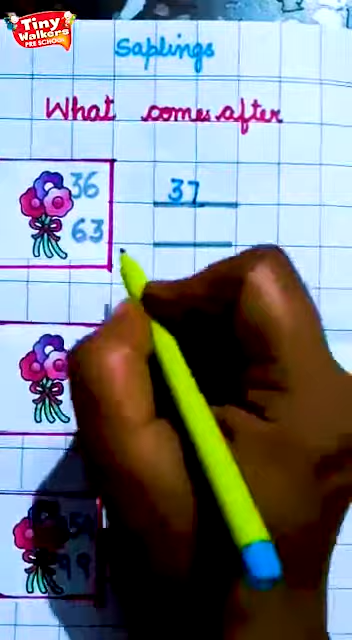 Tiny
Walkers
PRE SCHOOL
Saplings
What comes after
36 37
63